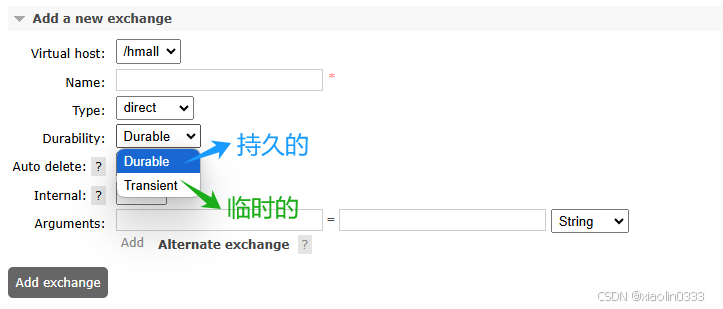 Add a new exchange
Virtual host: /hmall
Name: *
Type: direct
Durability: Durable
持久的
Auto delete: ? Durable
Internal: ? Transient
临时的
Arguments: = String
Add Alternate exchange ?
Add exchange
CSDN @xiaolin0333